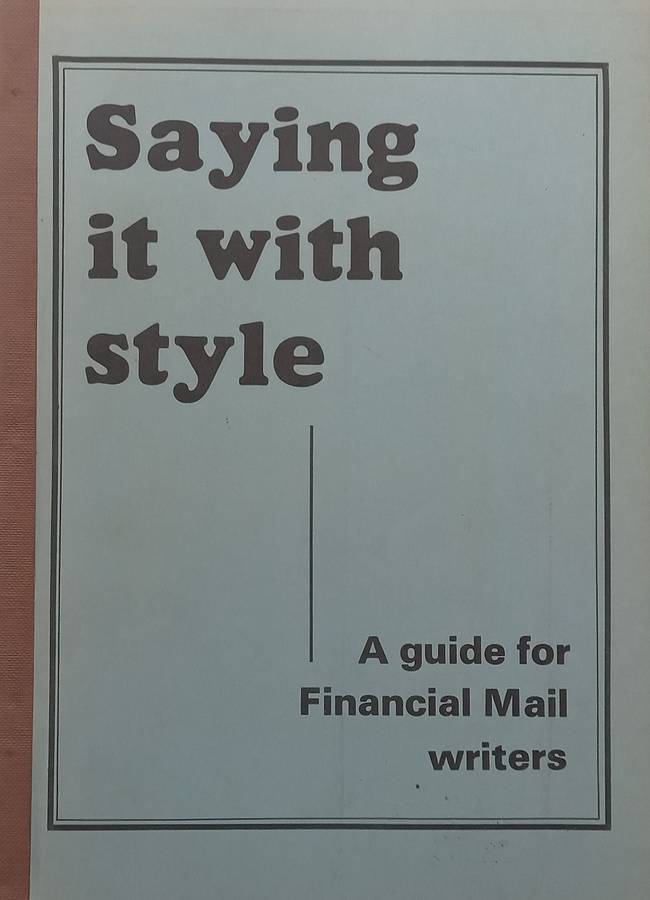 Saying
it with
style
A guide for
Financial Mail
writers